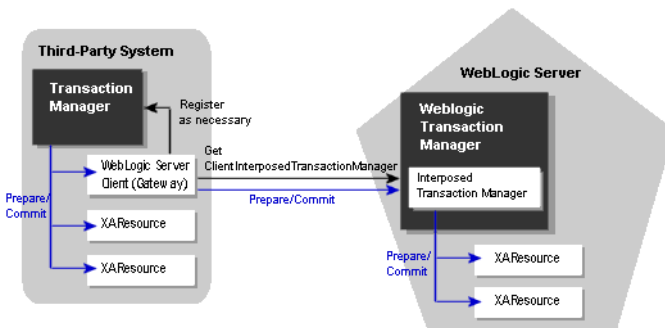 Third-Party System
Transaction
Manager
Register
as necessary
WebLogic Server
Client (Gateway)
Prepare/
Commit
XAResource
XAResource
Get
ClientInterposedTransactionManager
Prepare/Commit
WebLogic Server
Weblogic
Transaction
Manager
Interposed
Transaction Manager
Prepare/
Commit
XAResource
XAResource